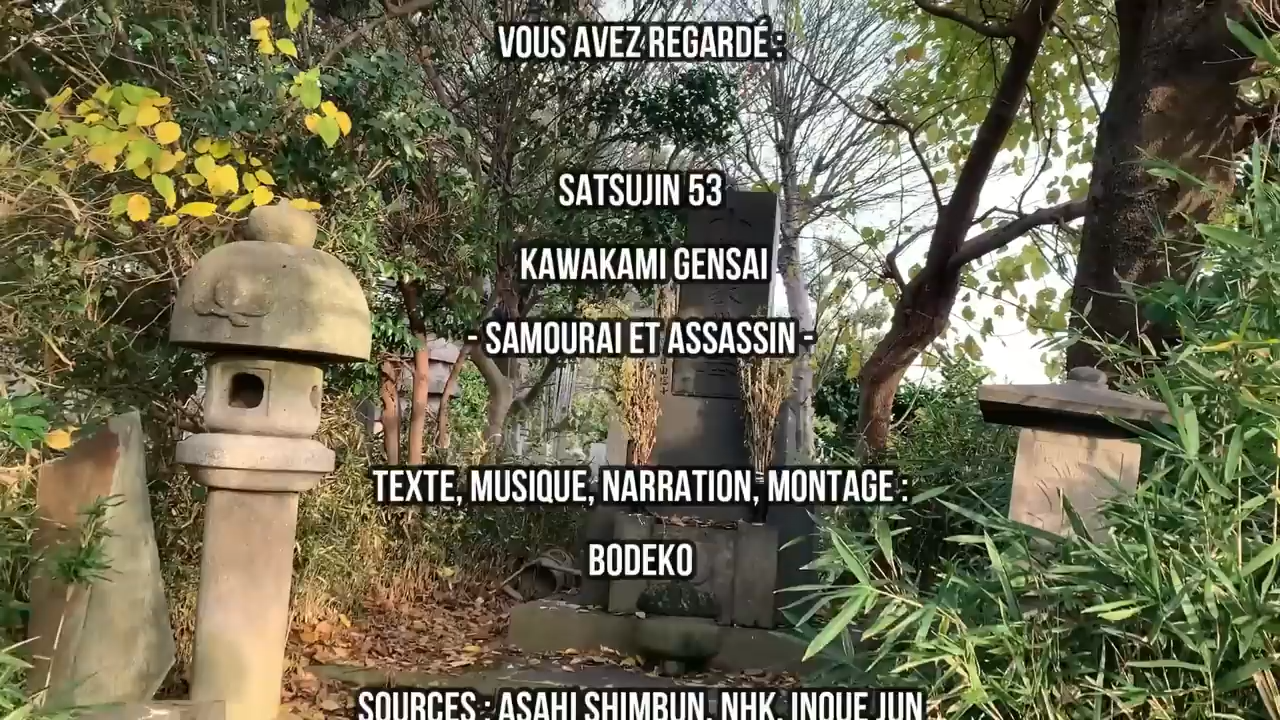 VOUS AVEZ REGARDÉ :
SATSUJIN 53
KAWAKAMI GENSAI
- SAMOURAI ET ASSASSIN -
TEXTE, MUSIQUE, NARRATION, MONTAGE :
BODEKO
SOURCES : ASAHI SHIMBUN, NHK, INOUE JUN